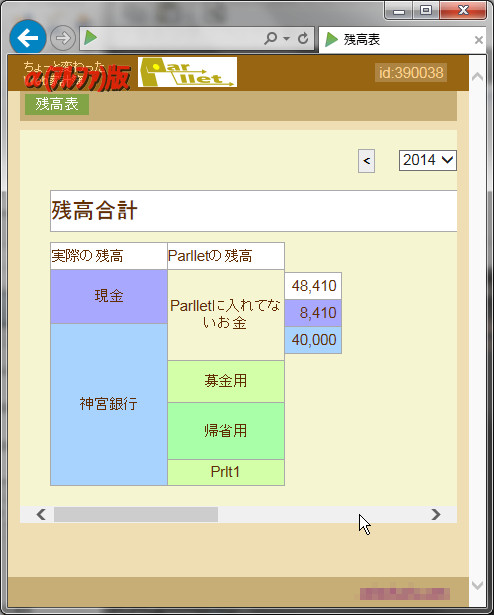 残高表
ちょっと変わった
α(アルファ)版
Parllet
id:390038
残高表
<
2014
残高合計
実際の残高 Parlletの残高
現金
Parlletに入れてな
いお金
48,410
8,410
40,000
神宮銀行
募金用
帰省用
Prlt1